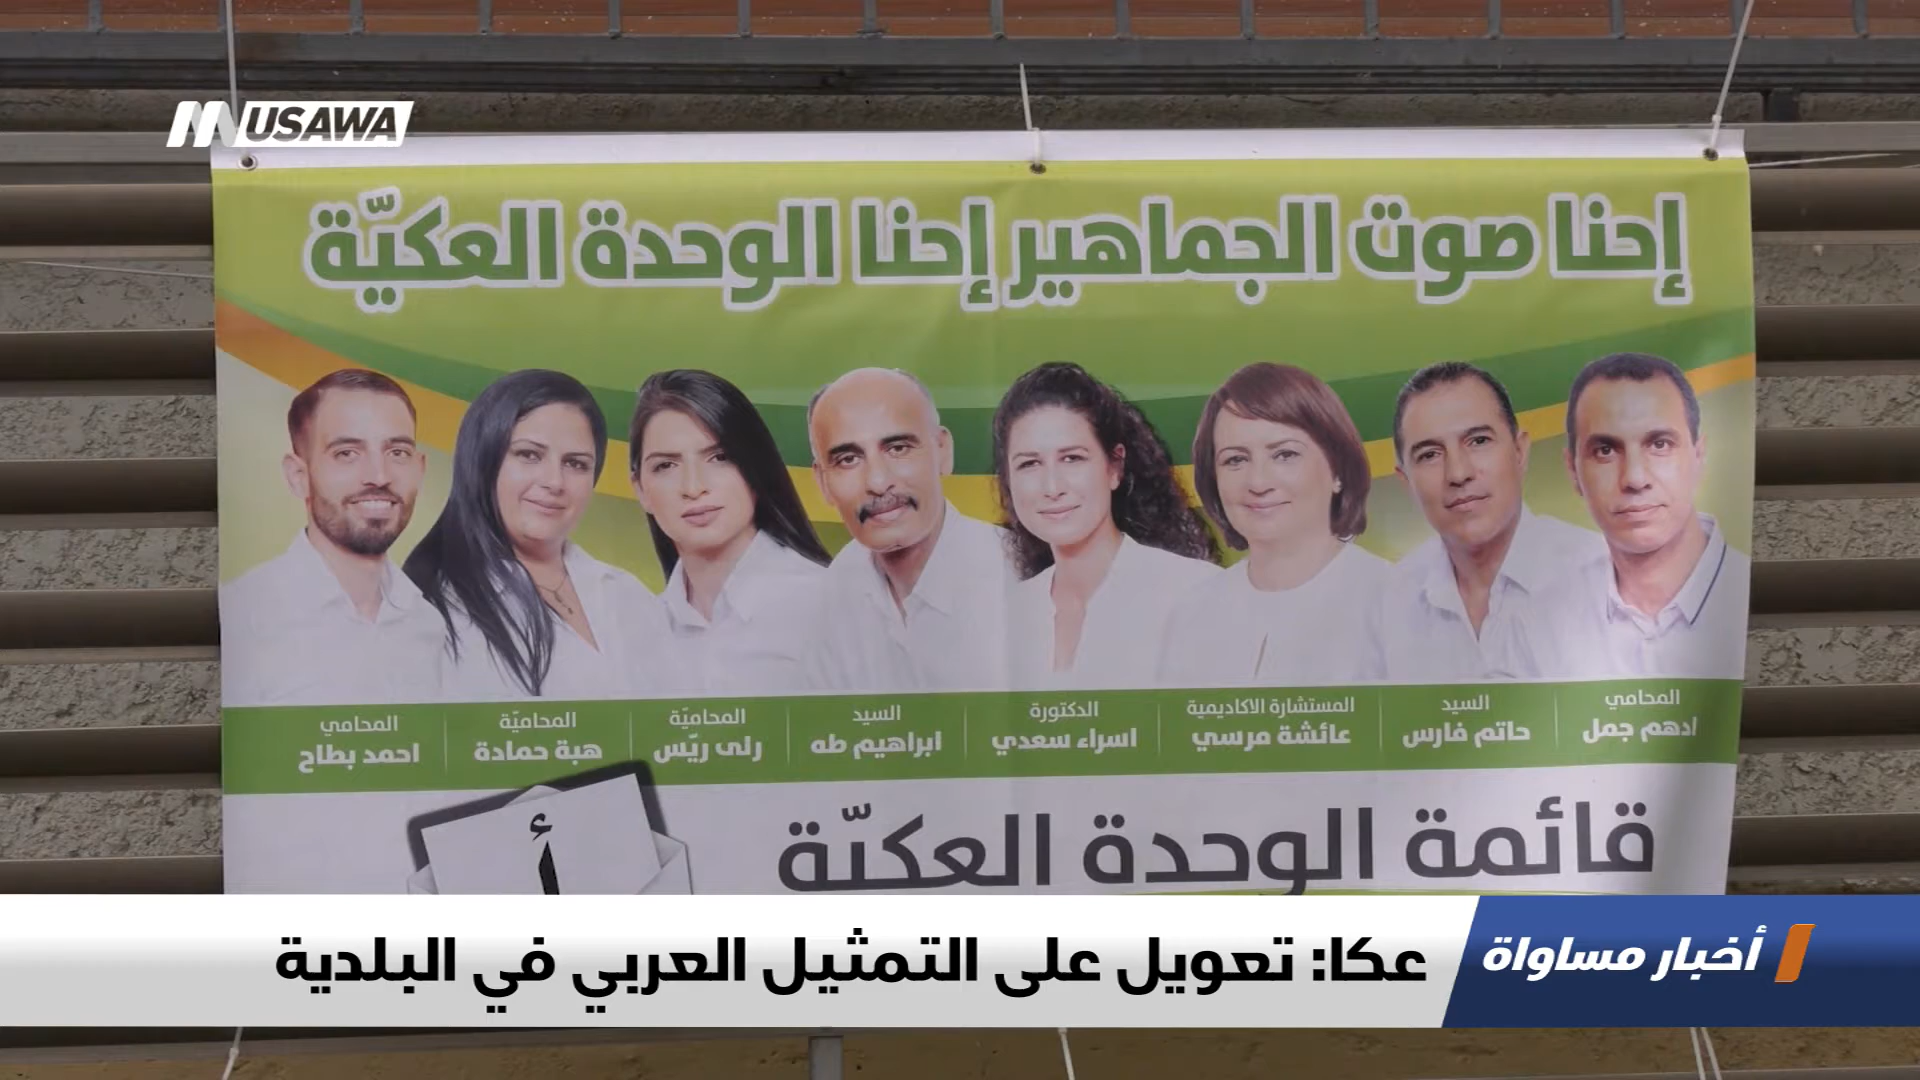 MUSAWA
إحنا صوت الجماهير إحنا الوحدة العكيّة
المحامي
ادهم جمل
السيد
حاتم فارس
المستشارة الاكاديمية
عائشة مرسي
الدكتورة
اسراء سعدي
السيد
ابراهيم طه
المحاميّة
رلى ريّس
المحاميّة
هبة حمادة
المحامي
احمد بطاح
قائمة الوحدة العكيّة
أ
أخبار مساواة
عكا: تعويل على التمثيل العربي في البلدية